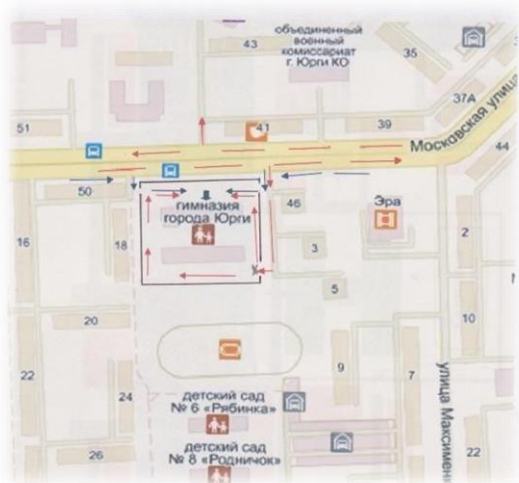 объединенный
военный
комиссариат
г. Юрги КО
43
35
37А
51
41
39
Московская улица
44
50
гимназия
города Юрги
46
Эра
16
18
3
2
5
20
10
22
24
9
7
улица Максимен
детский сад
№ 6 «Рябинка»
26
детский сад
№ 8 «Родничок»
22